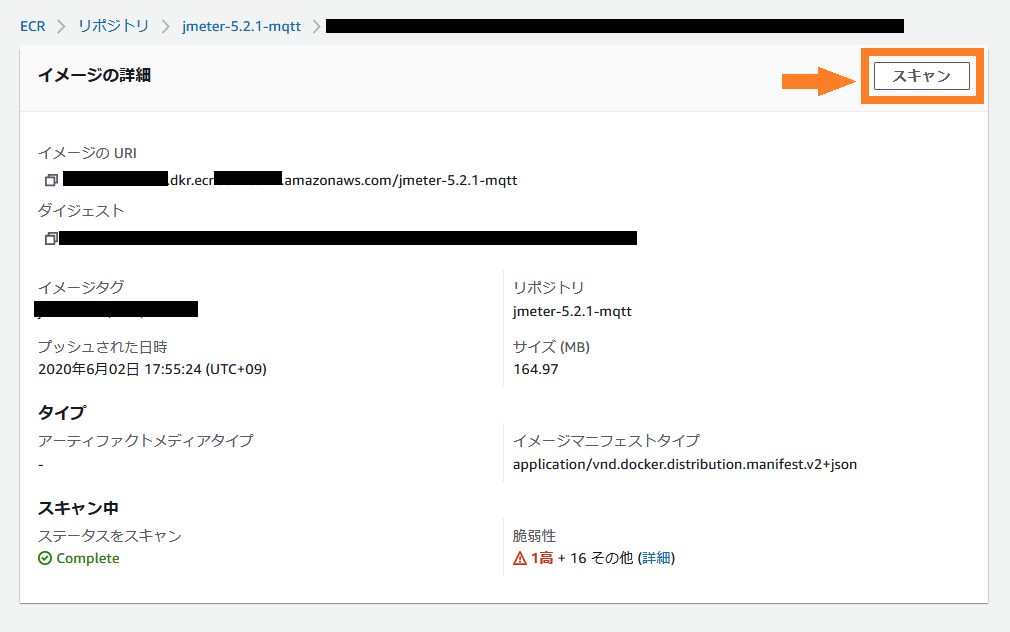 ECR > リポジトリ > jmeter-5.2.1-mqtt >
イメージの詳細
スキャン
イメージの URI
.dkr.ecr .amazonaws.com/jmeter-5.2.1-mqtt
ダイジェスト
イメージタグ
リポジトリ
jmeter-5.2.1-mqtt
プッシュされた日時
サイズ (MB)
2020年6月02日 17:55:24 (UTC+09)
164.97
タイプ
アーティファクトメディアタイプ
イメージマニフェストタイプ
-
application/vnd.docker.distribution.manifest.v2+json
スキャン中
ステータスをスキャン
脆弱性
Complete
1高 + 16 その他 (詳細)